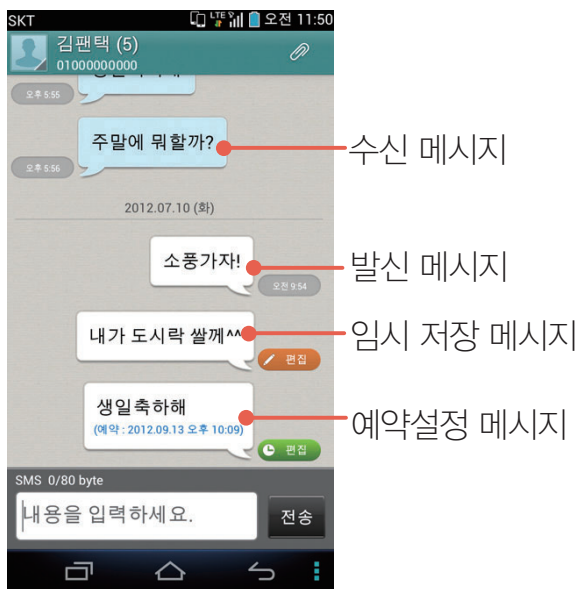 SKT LTE 오전 11:50
김팬택 (5)
01000000000
오후 5:55
주말에 뭐할까?
오후 5:56
수신 메시지
2012.07.10 (화)
소풍가자!
오전 9:54
발신 메시지
내가 도시락 쌀께^^
편집
임시 저장 메시지
생일축하해
(예약 : 2012.09.13 오후 10:09)
편집
예약설정 메시지
SMS 0/80 byte
내용을 입력하세요.
전송